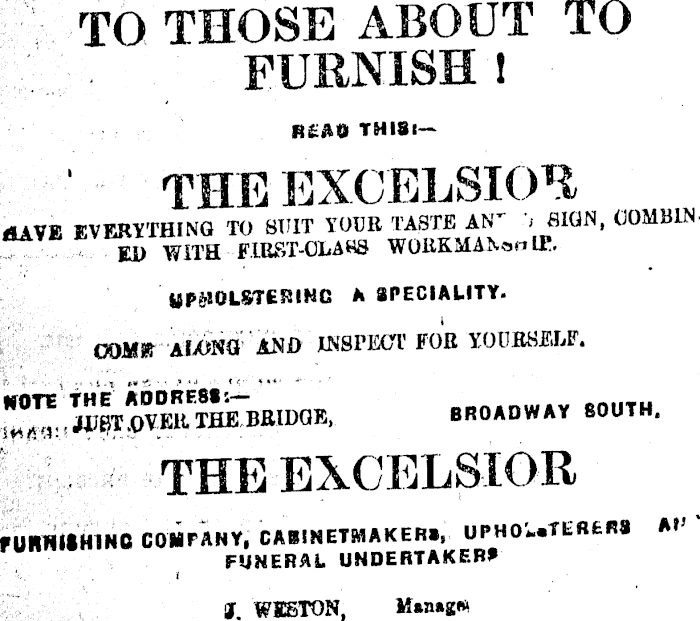 TO THOSE ABOUT TO
FURNISH !
READ THIS:—
THE EXCELSIOR
HAVE EVERYTHING TO SUIT YOUR TASTE SIGN, COMBIN-
ED WITH FIRST-CLASS WORKMANSHIP.
UPHOLSTERING A SPECIALITY.
COME ALONG AND INSPECT FOR YOURSELF.
NOTE THE ADDRESS:—
JUST OVER THE BRIDGE, BROADWAY SOUTH,
THE EXCELSIOR
FURNISHING COMPANY, CABINETMAKERS, UPHOLSTERERS
FUNERAL UNDERTAKERS
J. WESTON, Manager